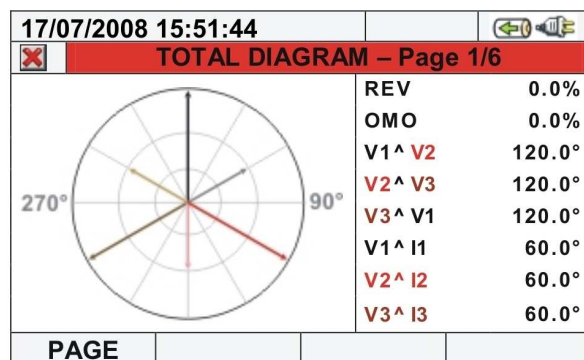 17/07/2008 15:51:44
TOTAL DIAGRAM – Page 1/6
REV 0.0%
OMO 0.0%
V1^ V2 120.0°
V2^ V3 120.0°
V3^ V1 120.0°
V1^ I1 60.0°
V2^ I2 60.0°
V3^ I3 60.0°
270° 90°
PAGE